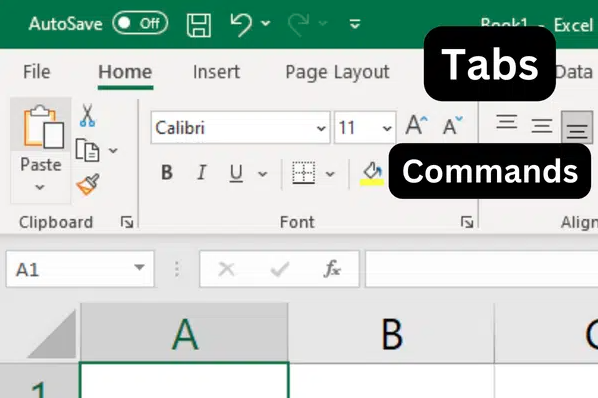 AutoSave Off Book1 - Excel
File Home Insert Page Layout Tabs Data
Calibri 11 A A
Paste B I U Commands
Clipboard Font Align
A1 fx
A B C
1